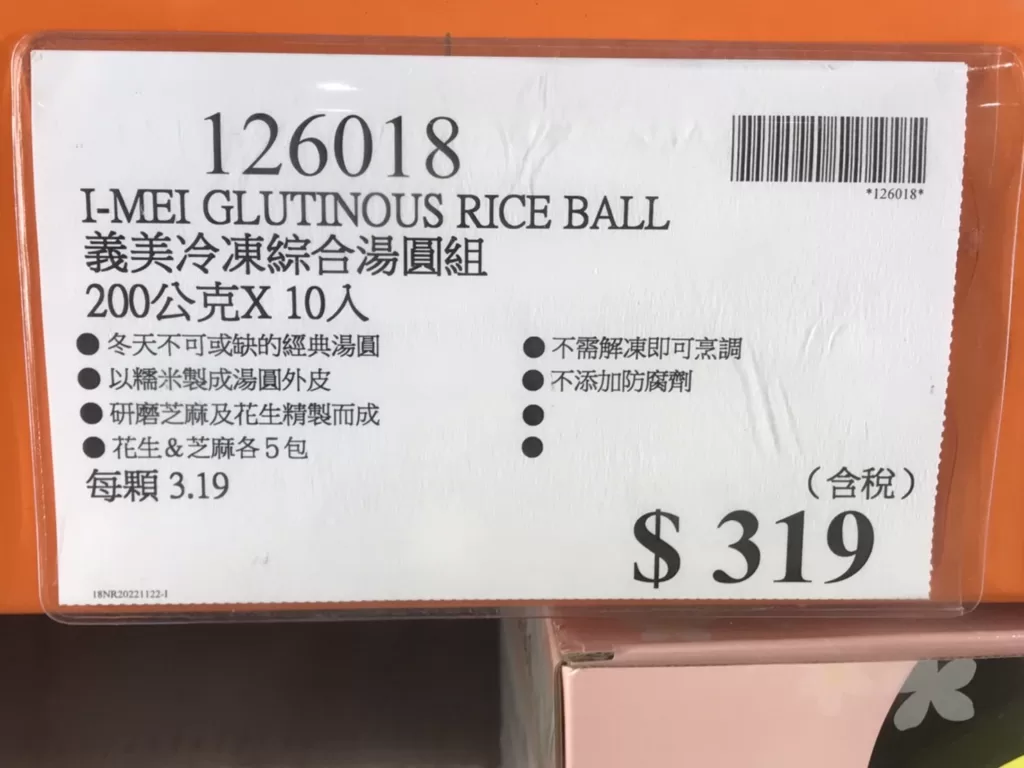 126018
*126018*
I-MEI GLUTINOUS RICE BALL
義美冷凍綜合湯圓組
200公克X 10入
●冬天不可或缺的經典湯圓
●以糯米製成湯圓外皮
●研磨芝麻及花生精製而成
●花生&芝麻各5包
●不需解凍即可烹調
●不添加防腐劑
●
●
每顆 3.19
(含稅)
$ 319
18NR20221122-1